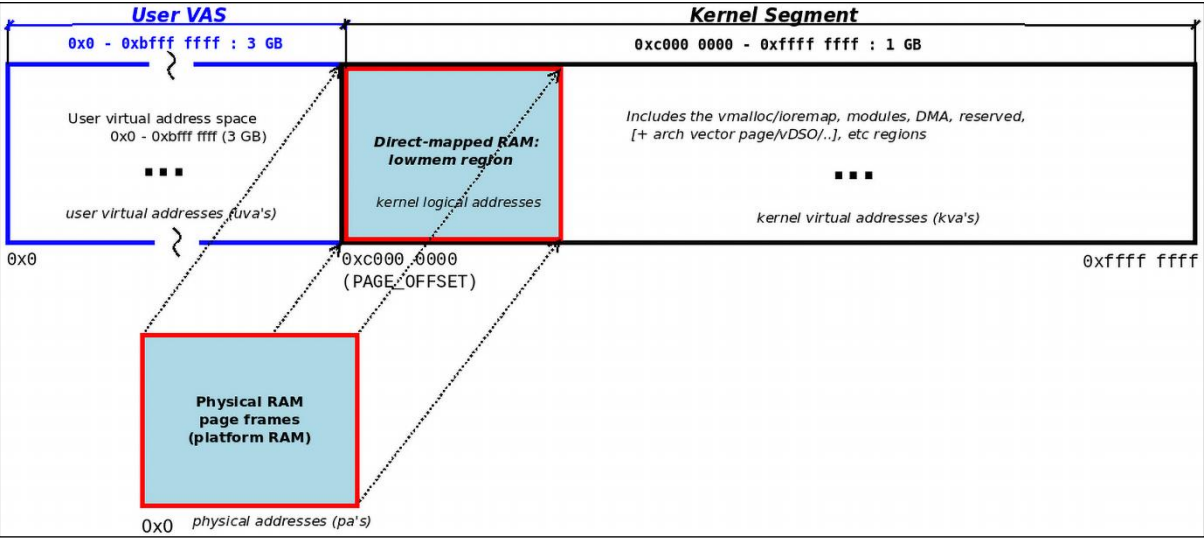 User VAS
Kernel Segment
0x0 - 0xbfff ffff : 3 GB
0xc000 0000 - 0xffff ffff : 1 GB
User virtual address space
0x0 - 0xbfff ffff (3 GB)
...
user virtual addresses (uva's)
Direct-mapped RAM:
lowmem region
kernel logical addresses
Includes the vmalloc/ioremap, modules, DMA, reserved,
[+ arch vector page/vDSO/..], etc regions
...
kernel virtual addresses (kva's)
0x0
0xc000 0000
(PAGE_OFFSET)
0xffff ffff
Physical RAM
page frames
(platform RAM)
0x0
physical addresses (pa's)